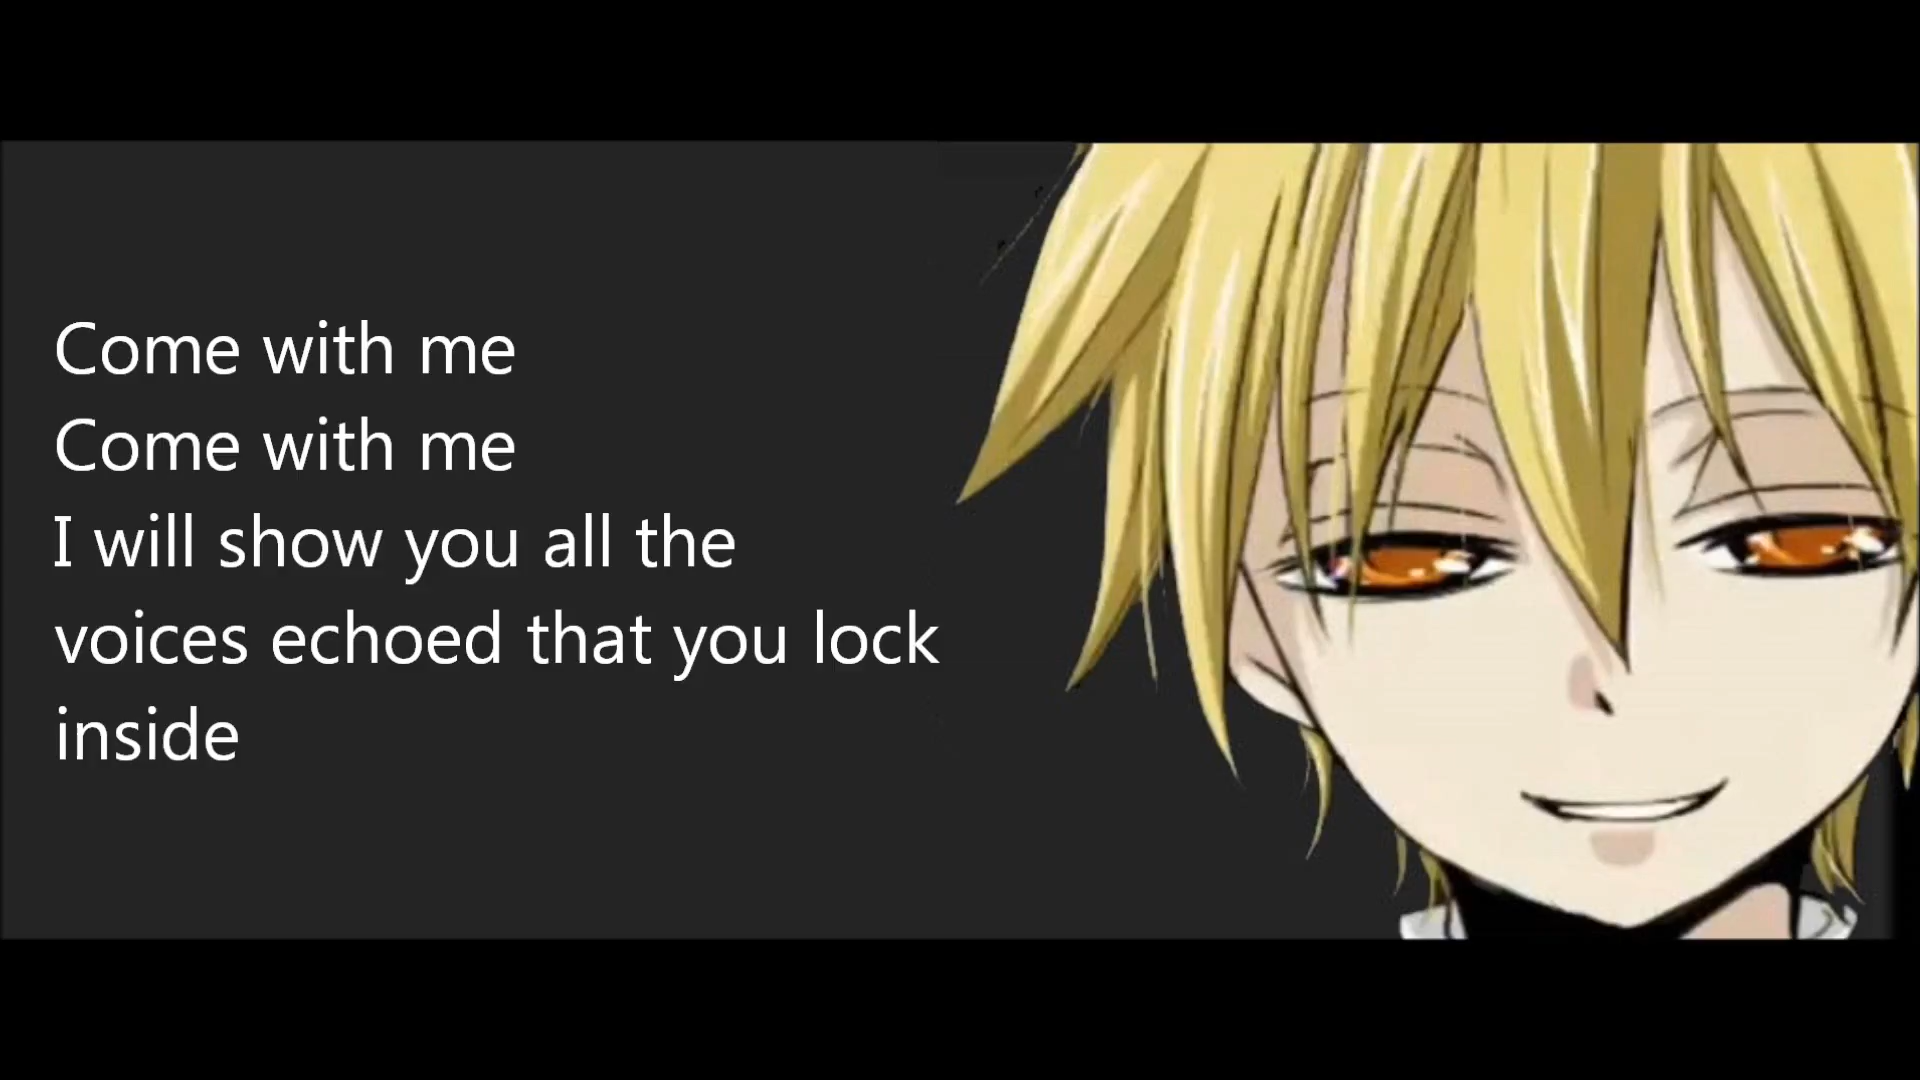 Come with me
Come with me
I will show you all the
voices echoed that you lock
inside